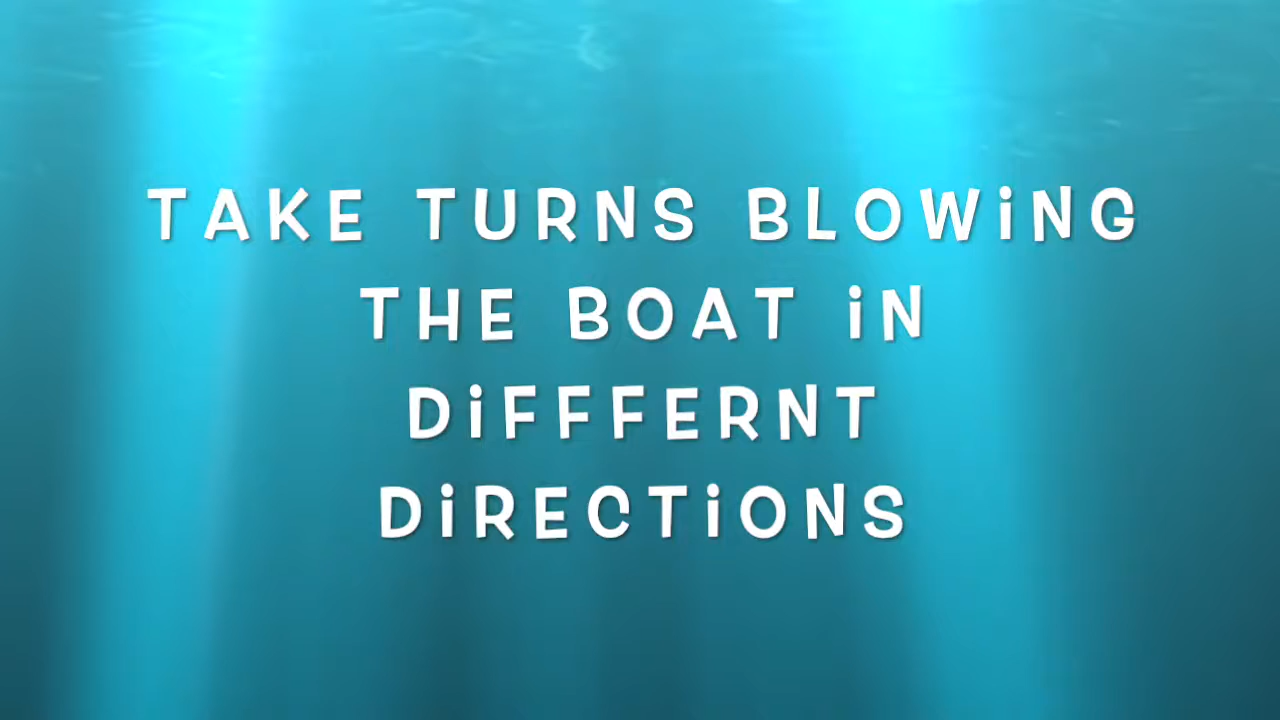 TAKE TURNS BLOWiNG
THE BOAT iN
DiFFFERNT
DiRECTiONS